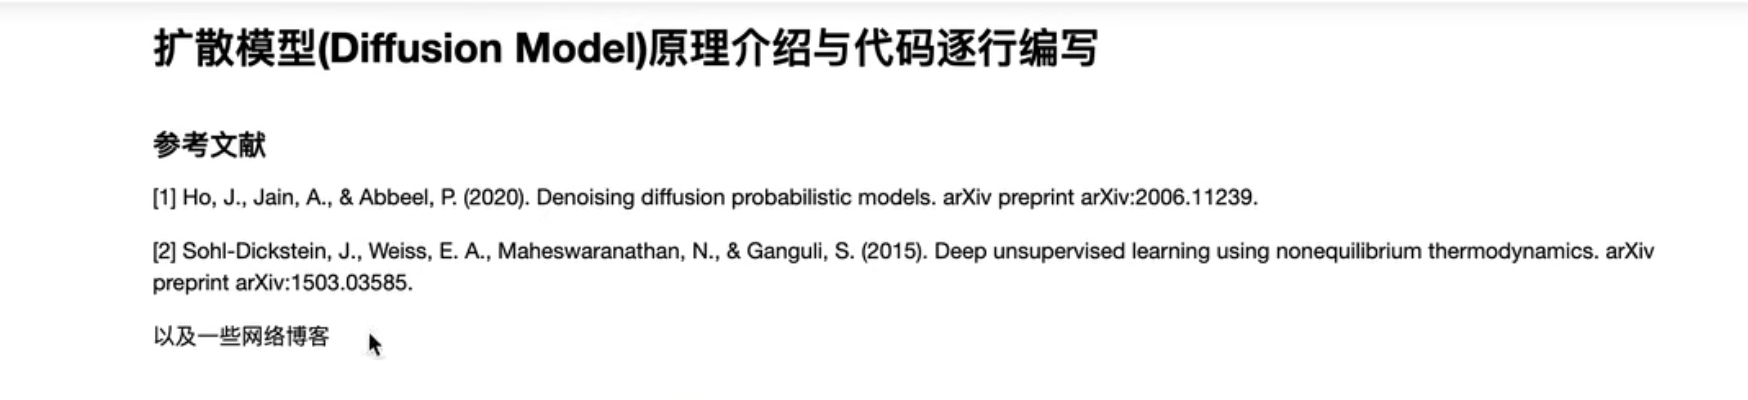 扩散模型(Diffusion Model)原理介绍与代码逐行编写
参考文献
[1] Ho, J., Jain, A., & Abbeel, P. (2020). Denoising diffusion probabilistic models. arXiv preprint arXiv:2006.11239.
[2] Sohl-Dickstein, J., Weiss, E. A., Maheswaranathan, N., & Ganguli, S. (2015). Deep unsupervised learning using nonequilibrium thermodynamics. arXiv
preprint arXiv:1503.03585.
以及一些网络博客